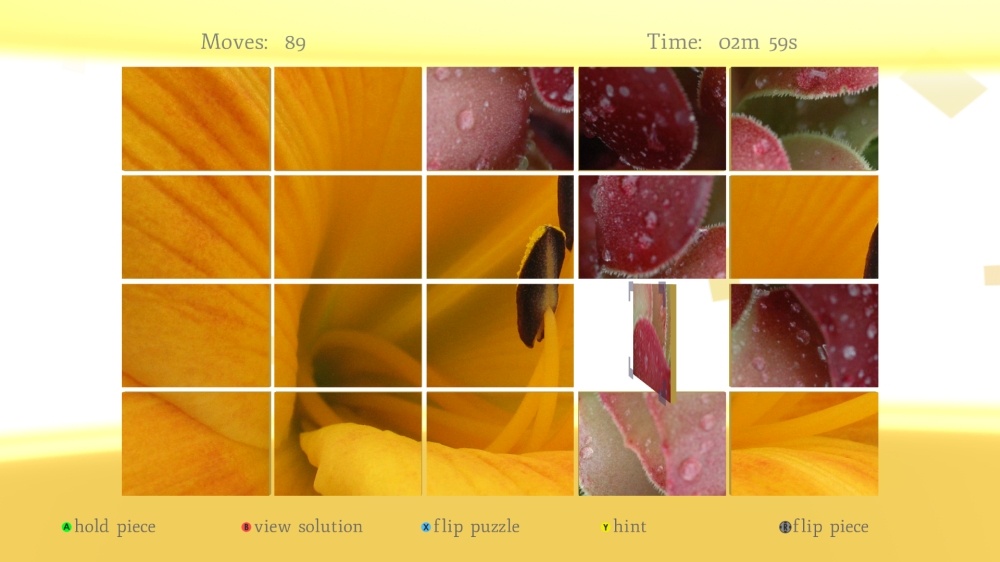 Moves: 89
Time: 02m 59s
A hold piece
B view solution
X flip puzzle
Y hint
flip piece